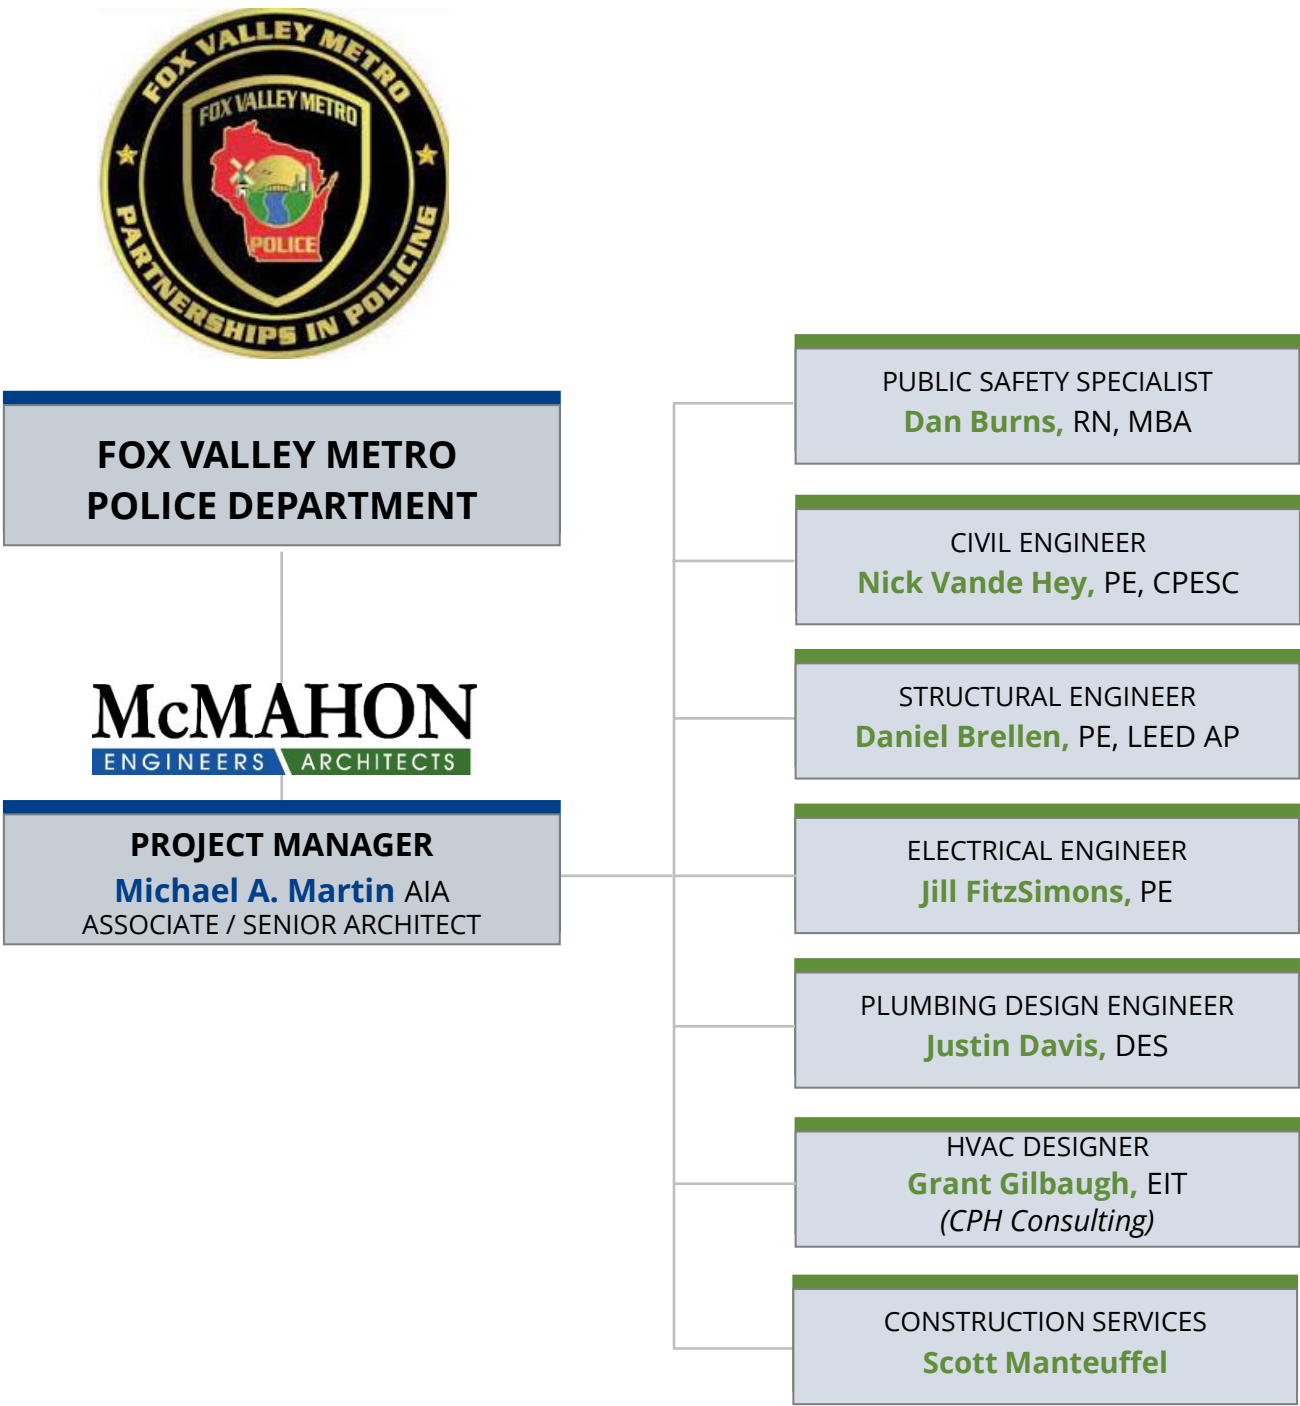 FOX VALLEY METRO
PARTNERSHIPS IN POLICING
FOX VALLEY METRO
POLICE
FOX VALLEY METRO
POLICE DEPARTMENT
McMAHON
ENGINEERS ARCHITECTS
PROJECT MANAGER
Michael A. Martin AIA
ASSOCIATE / SENIOR ARCHITECT
PUBLIC SAFETY SPECIALIST
Dan Burns, RN, MBA
CIVIL ENGINEER
Nick Vande Hey, PE, CPESC
STRUCTURAL ENGINEER
Daniel Brellen, PE, LEED AP
ELECTRICAL ENGINEER
Jill FitzSimons, PE
PLUMBING DESIGN ENGINEER
Justin Davis, DES
HVAC DESIGNER
Grant Gilbaugh, EIT
(CPH Consulting)
CONSTRUCTION SERVICES
Scott Manteuffel